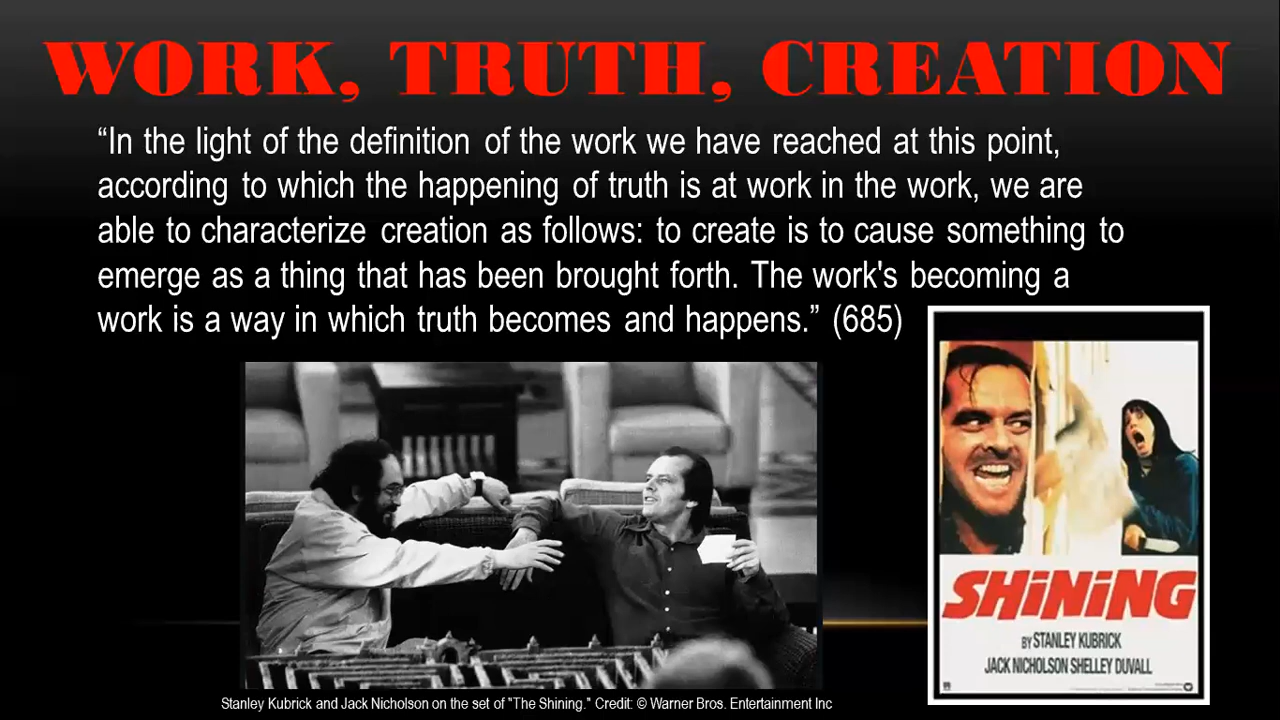 WORK, TRUTH, CREATION
“In the light of the definition of the work we have reached at this point,
according to which the happening of truth is at work in the work, we are
able to characterize creation as follows: to create is to cause something to
emerge as a thing that has been brought forth. The work's becoming a
work is a way in which truth becomes and happens.” (685)
SHiNiNG
BY STANLEY KUBRICK
JACK NICHOLSON SHELLEY DUVALL
Stanley Kubrick and Jack Nicholson on the set of "The Shining." Credit: © Warner Bros. Entertainment Inc